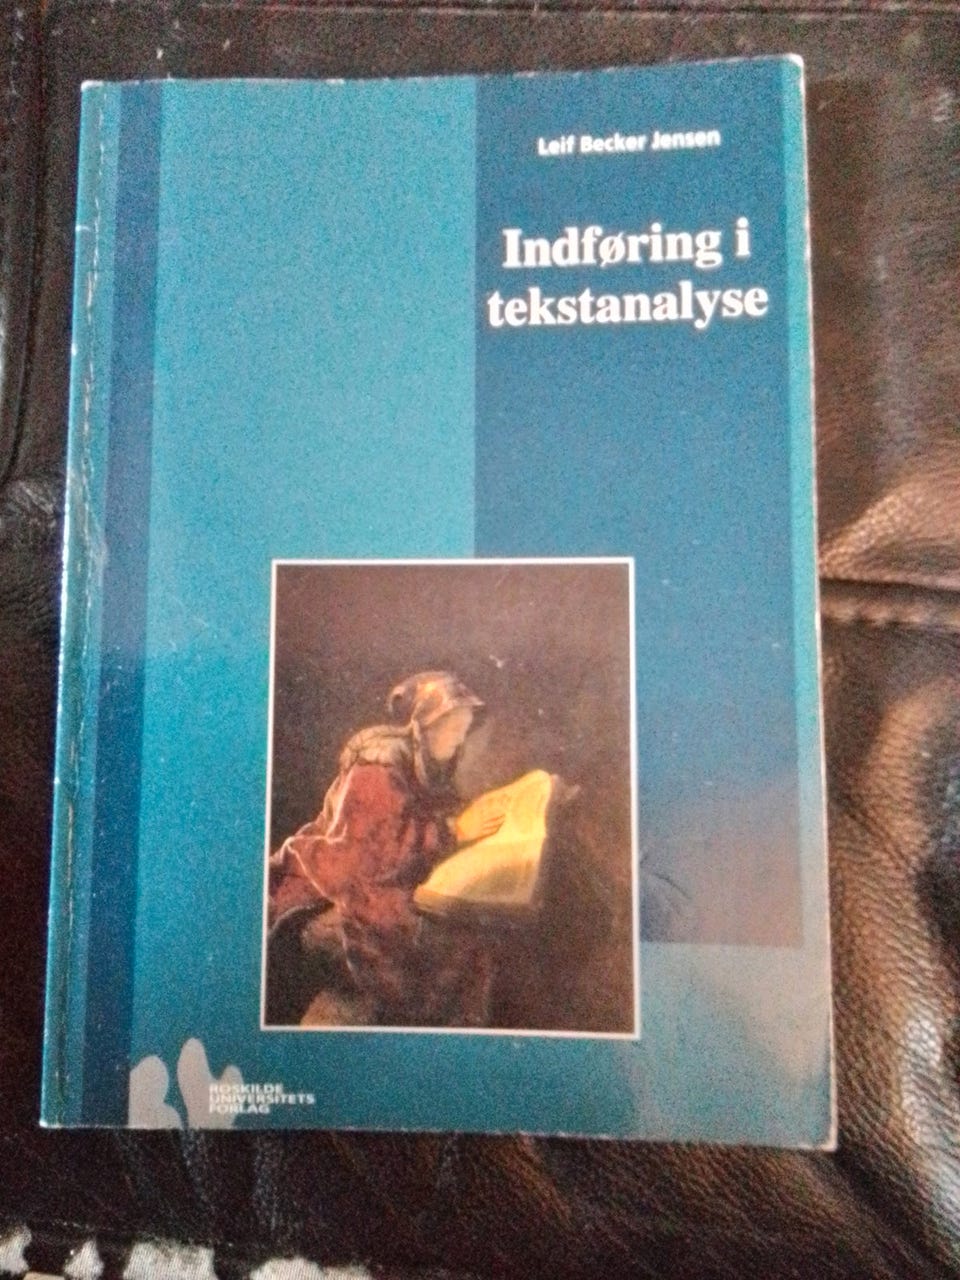 Leif Becker Jensen
Indføring i
tekstanalyse
ROSKILDE
UNIVERSITETS
FORLAG